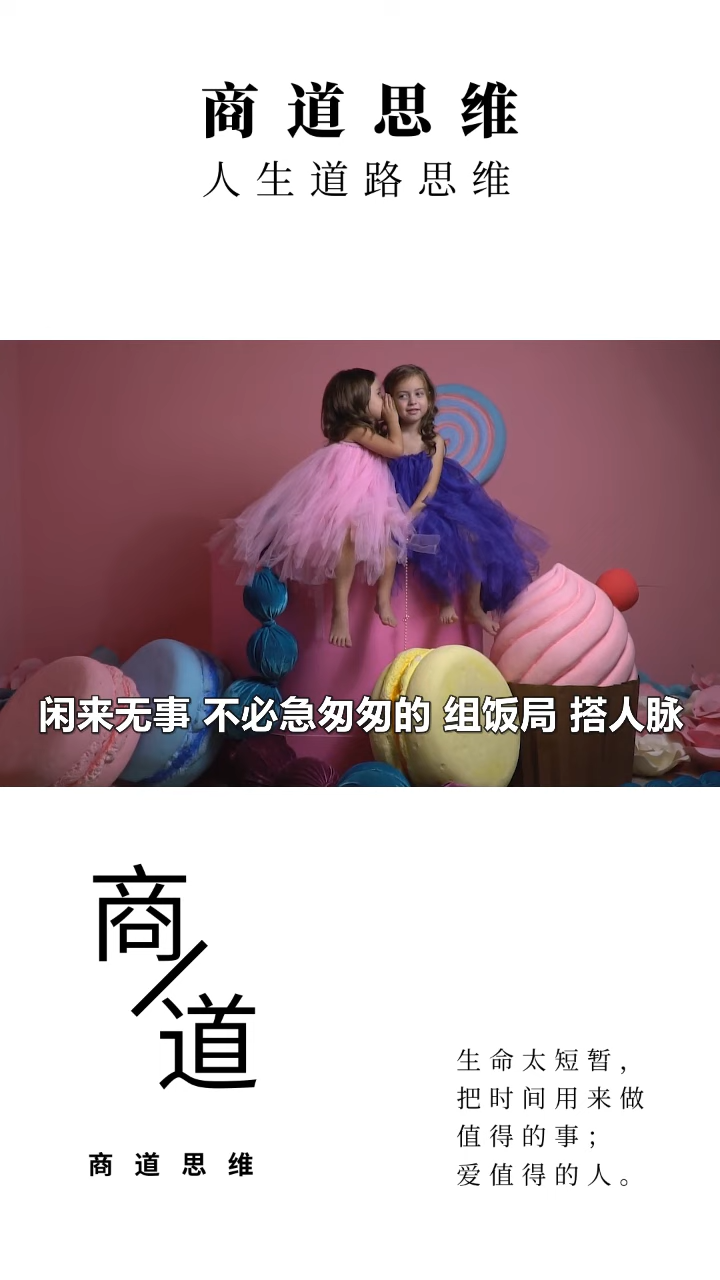 商道思维
人生道路思维
闲来无事 不必急匆匆的 组饭局 搭人脉
商/道
商道思维
生命太短暂，
把时间用来做
值得的事；
爱值得的人。